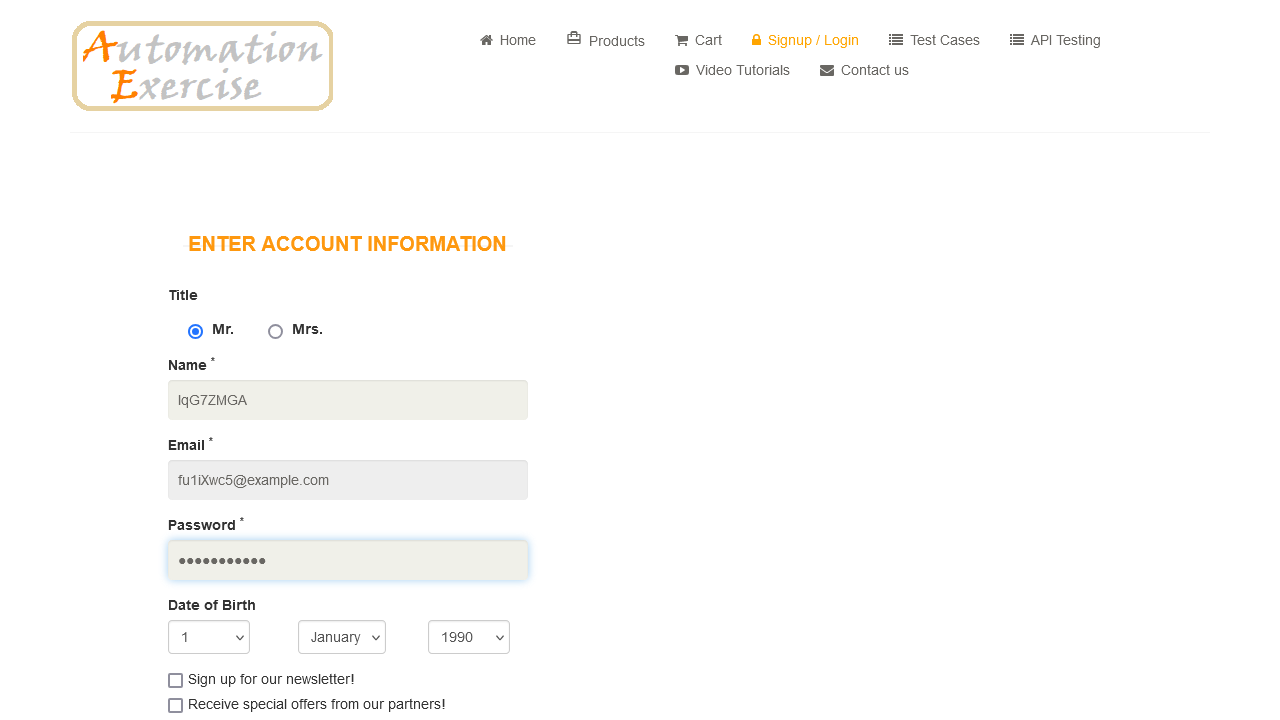 Automation
Exercise
Home
Products
Cart
Signup / Login
Test Cases
API Testing
Video Tutorials
Contact us
ENTER ACCOUNT INFORMATION
Title
Mr.
Mrs.
Name *
lqG7ZMGA
Email *
fu1iXwc5@example.com
Password *
●●●●●●●●●●●
Date of Birth
1
January
1990
Sign up for our newsletter!
Receive special offers from our partners!